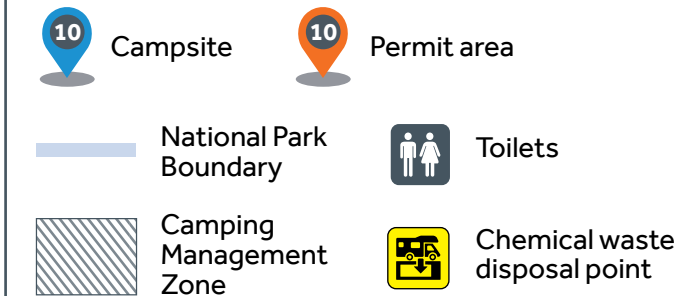 10
Campsite
10
Permit area
National Park
Boundary
Toilets
Camping
Management
Zone
Chemical waste
disposal point